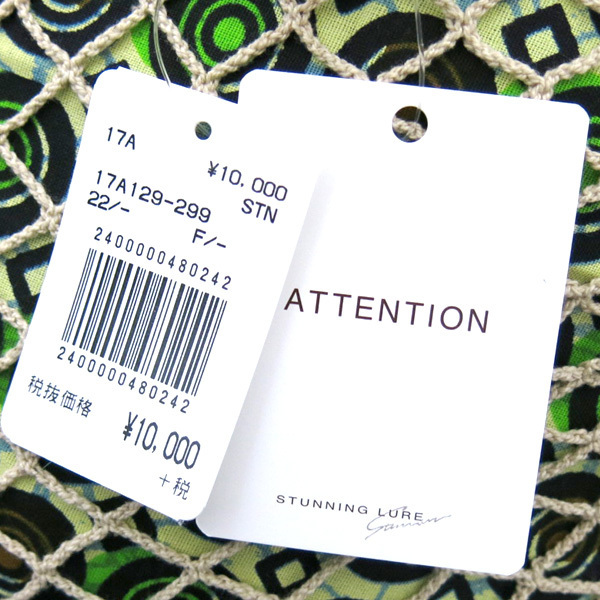 17A
¥10,000
17A129-299 STN
22/- F/-
2400000480242
2400000480242
税抜価格
¥10,000
+税
ATTENTION
STUNNING LURE